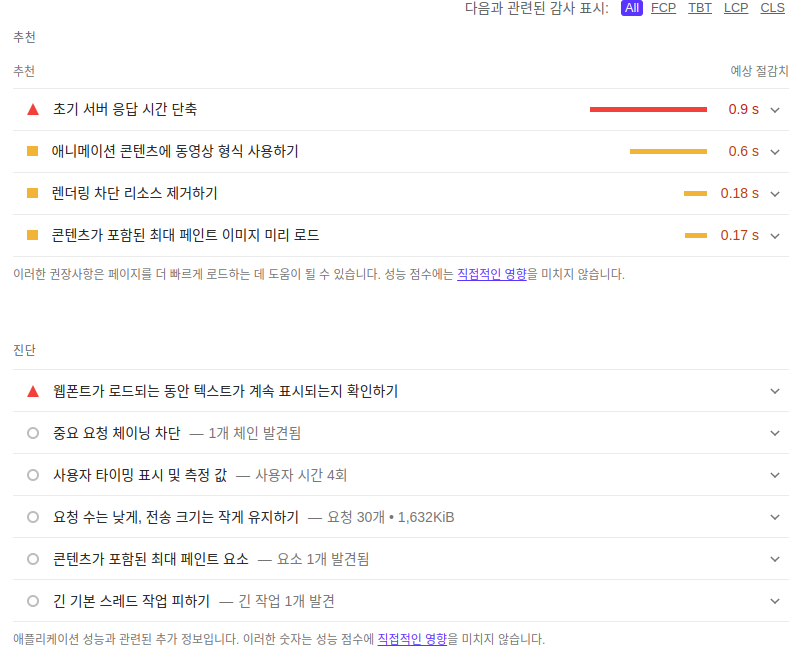 다음과 관련된 감사 표시: All FCP TBT LCP CLS
추천
추천 예상 절감치
초기 서버 응답 시간 단축 0.9 s
애니메이션 콘텐츠에 동영상 형식 사용하기 0.6 s
렌더링 차단 리소스 제거하기 0.18 s
콘텐츠가 포함된 최대 페인트 이미지 미리 로드 0.17 s
이러한 권장사항은 페이지를 더 빠르게 로드하는 데 도움이 될 수 있습니다. 성능 점수에는 직접적인 영향을 미치지 않습니다.
진단
웹폰트가 로드되는 동안 텍스트가 계속 표시되는지 확인하기
중요 요청 체이닝 차단 — 1개 체인 발견됨
사용자 타이밍 표시 및 측정 값 — 사용자 시간 4회
요청 수는 낮게, 전송 크기는 작게 유지하기 — 요청 30개 • 1,632KiB
콘텐츠가 포함된 최대 페인트 요소 — 요소 1개 발견됨
긴 기본 스레드 작업 피하기 — 긴 작업 1개 발견
애플리케이션 성능과 관련된 추가 정보입니다. 이러한 숫자는 성능 점수에 직접적인 영향을 미치지 않습니다.